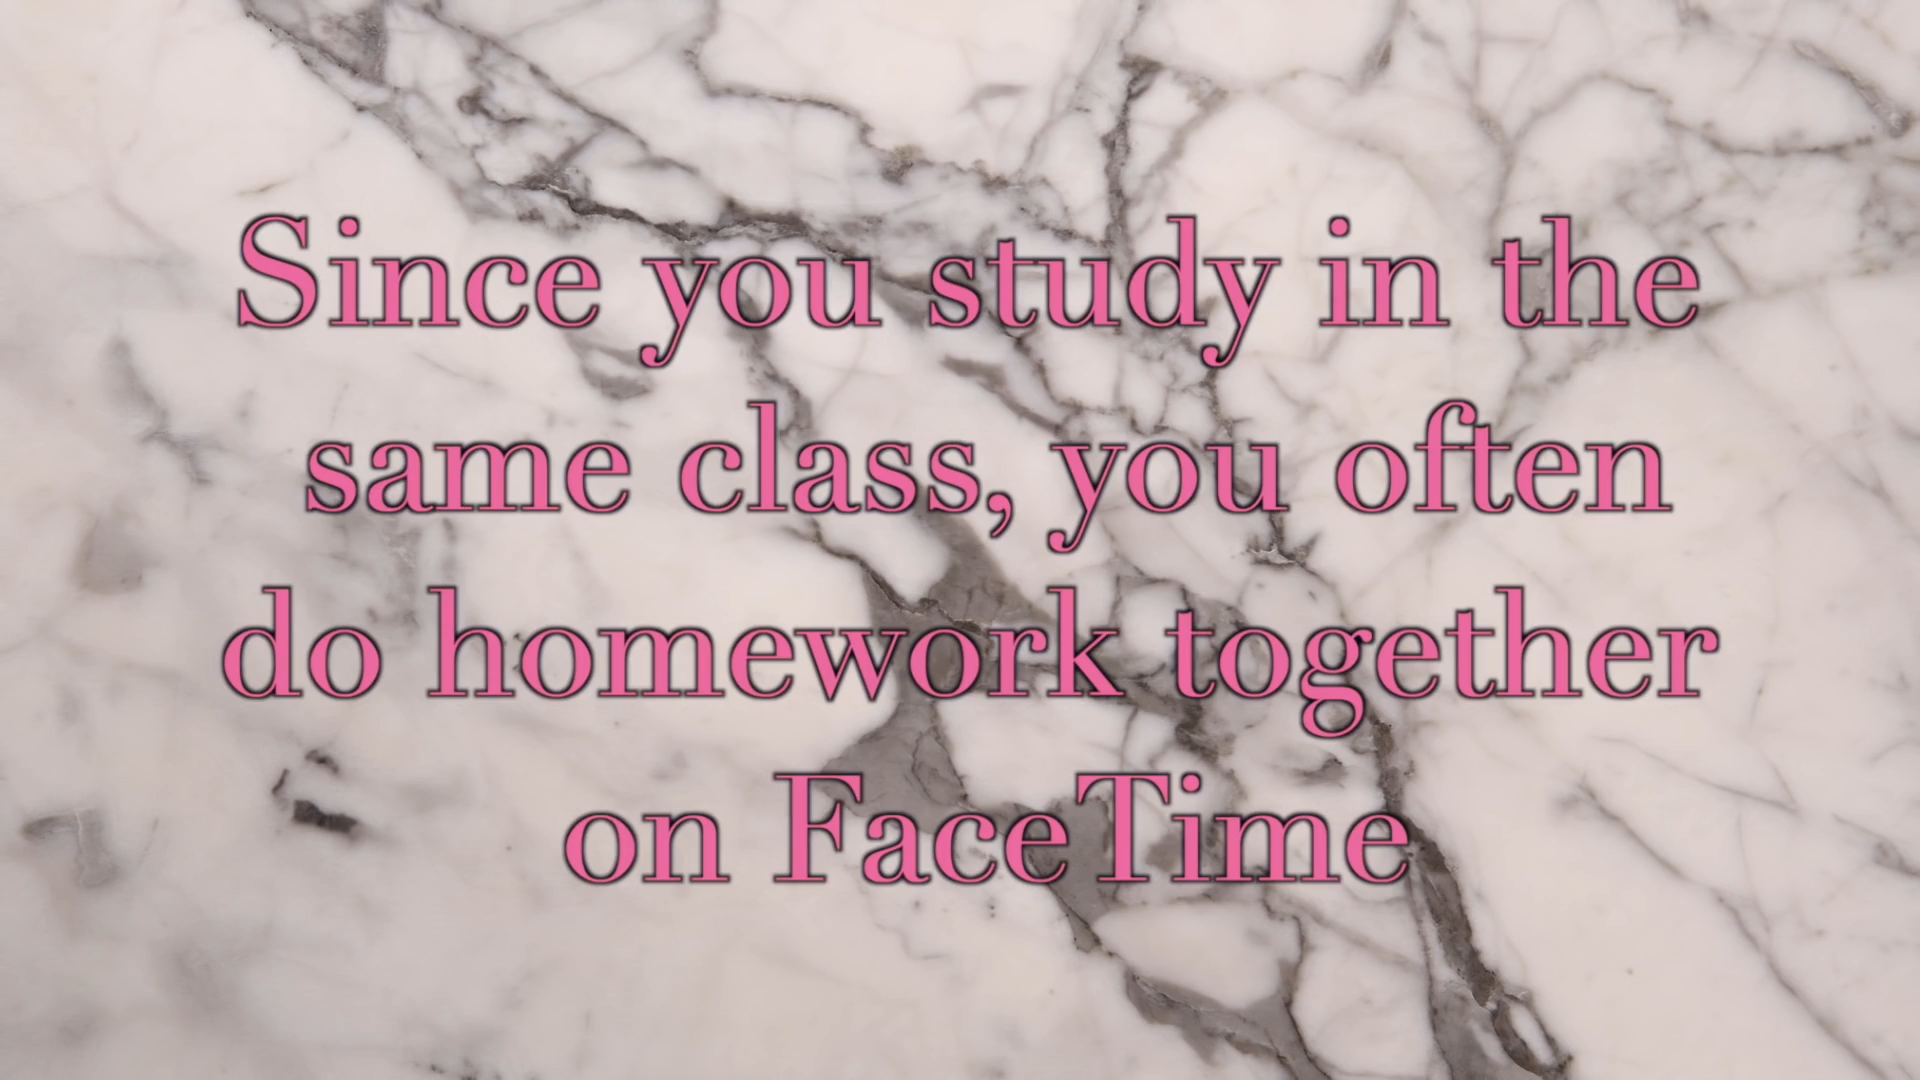 Since you study in the
same class, you often
do homework together
on FaceTime